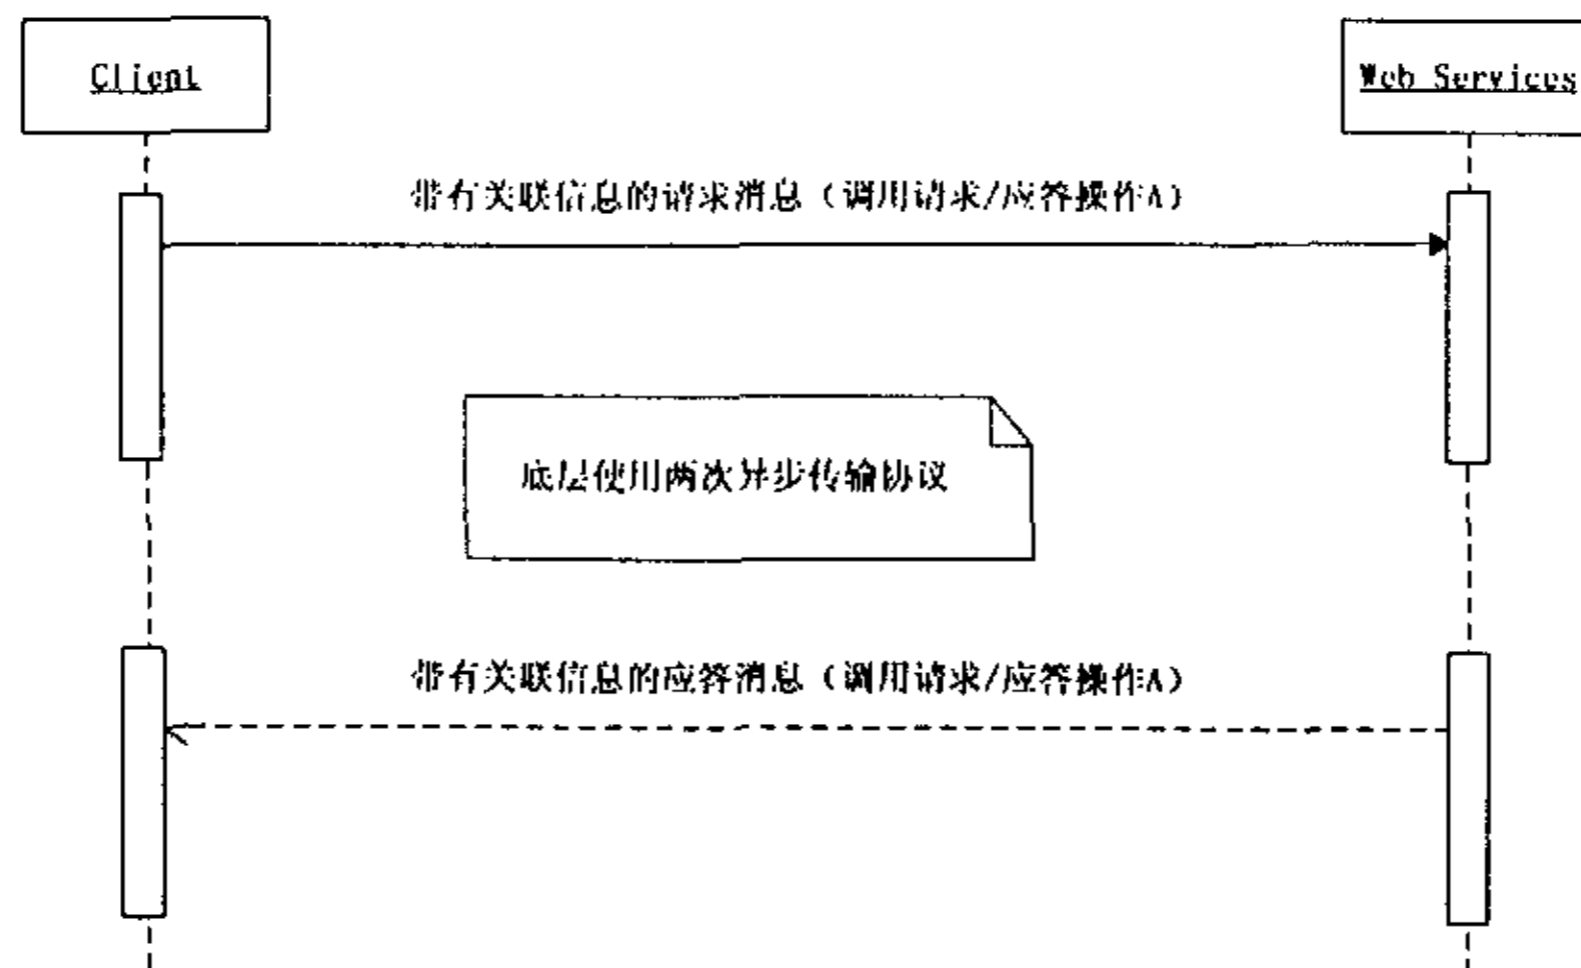 Client
Web Services
带有关联信息的请求消息（调用请求/应答操作A）
底层使用两次异步传输协议
带有关联信息的应答消息（调用请求/应答操作A）